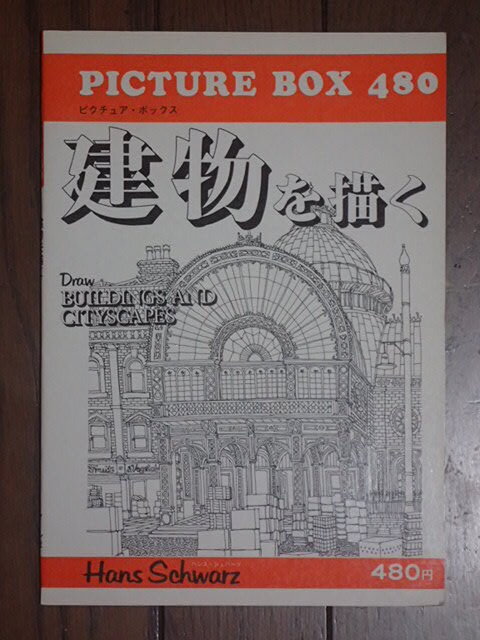 PICTURE BOX 480
ピクチュア・ボックス
建物を描く
Draw
BUILDINGS AND
CITYSCAPES
ハンス・シュバーツ
Hans Schwarz
480円